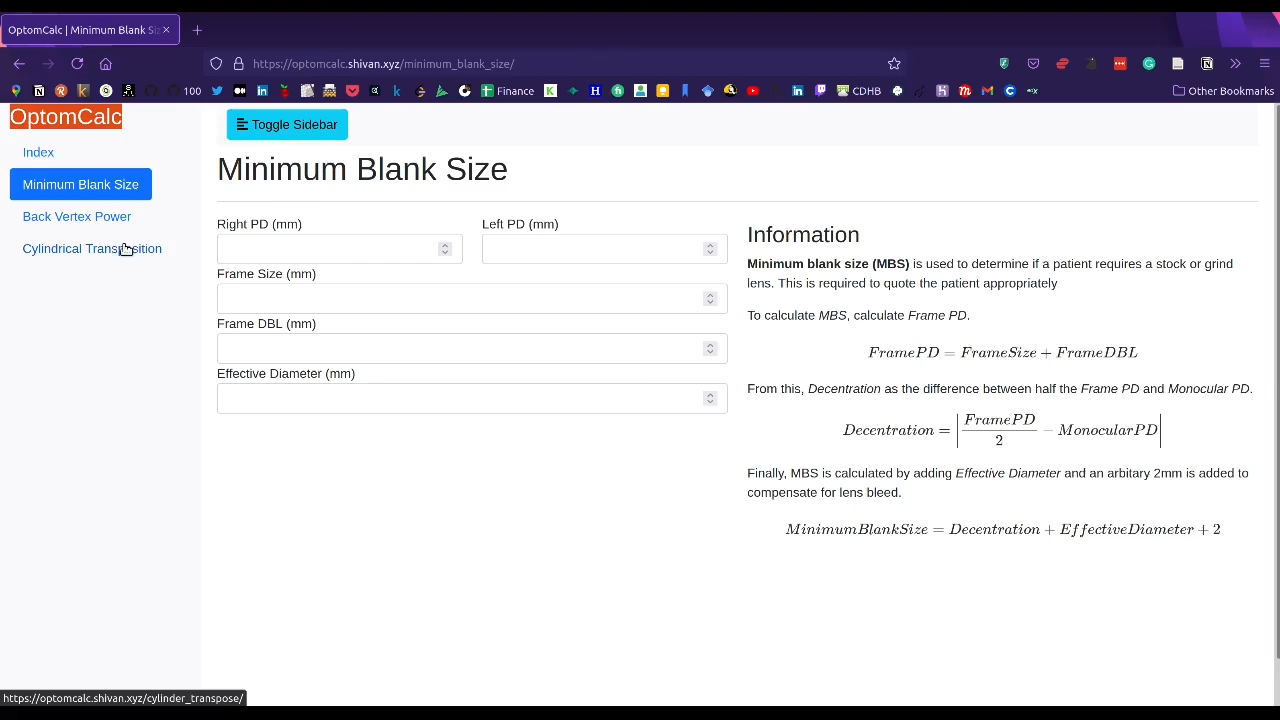 OptomCalc | Minimum Blank Si
https://optomcalc.shivan.xyz/minimum_blank_size/
100
Finance
CDHB
Other Bookmarks
OptomCalc
Index
Minimum Blank Size
Back Vertex Power
Cylindrical Transposition
Toggle Sidebar
Minimum Blank Size
Right PD (mm)
Left PD (mm)
Frame Size (mm)
Frame DBL (mm)
Effective Diameter (mm)
Information
Minimum blank size (MBS) is used to determine if a patient requires a stock or grind
lens. This is required to quote the patient appropriately
To calculate MBS, calculate Frame PD.
FramePD = FrameSize + FrameDBL
From this, Decentration as the difference between half the Frame PD and Monocular PD.
Decentration = |FramePD/2 − MonocularPD|
Finally, MBS is calculated by adding Effective Diameter and an arbitary 2mm is added to
compensate for lens bleed.
MinimumBlankSize = Decentration + EffectiveDiameter + 2
https://optomcalc.shivan.xyz/cylinder_transpose/